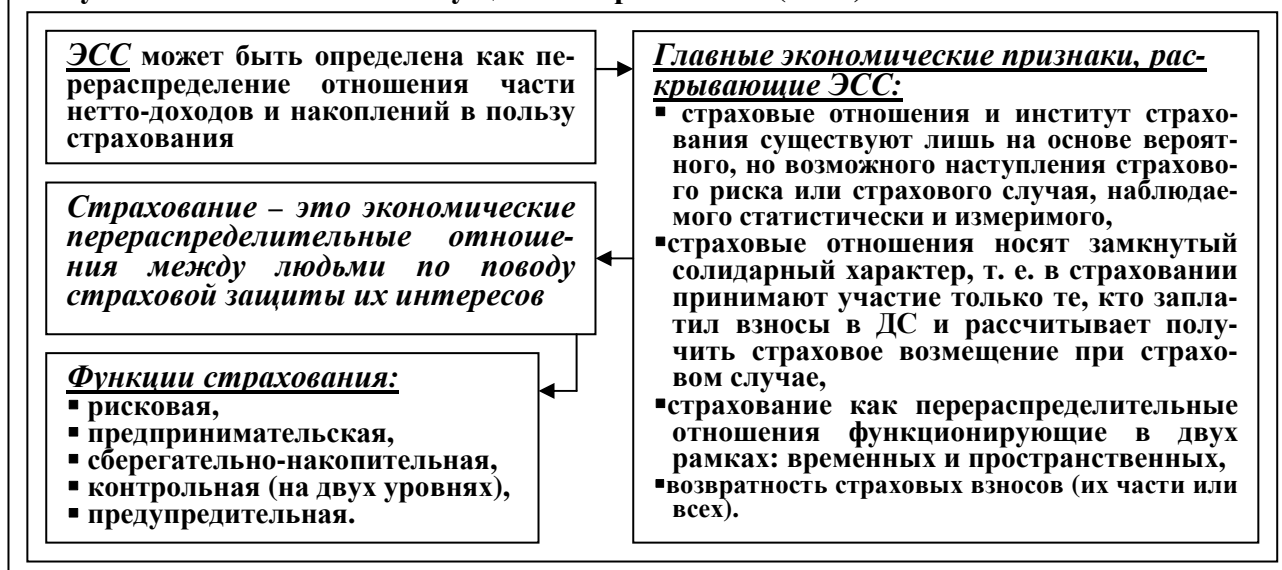 ЭСС может быть определена как пе-
рераспределение отношения части
нетто-доходов и накоплений в пользу
страхования
Главные экономические признаки, рас-
крывающие ЭСС:
▪ страховые отношения и институт страхо-
вания существуют лишь на основе вероят-
ного, но возможного наступления страхово-
го риска или страхового случая, наблюдае-
мого статистически и измеримого,
▪страховые отношения носят замкнутый
солидарный характер, т. е. в страховании
принимают участие только те, кто запла-
тил взносы в ДС и рассчитывает полу-
чить страховое возмещение при страхо-
вом случае,
▪страхование как перераспределительные
отношения функционирующие в двух
рамках: временных и пространственных,
▪возвратность страховых взносов (их части или
всех).
Страхование – это экономические
перераспределительные отноше-
ния между людьми по поводу
страховой защиты их интересов
Функции страхования:
▪ рисковая,
▪ предпринимательская,
▪ сберегательно-накопительная,
▪ контрольная (на двух уровнях),
▪ предупредительная.